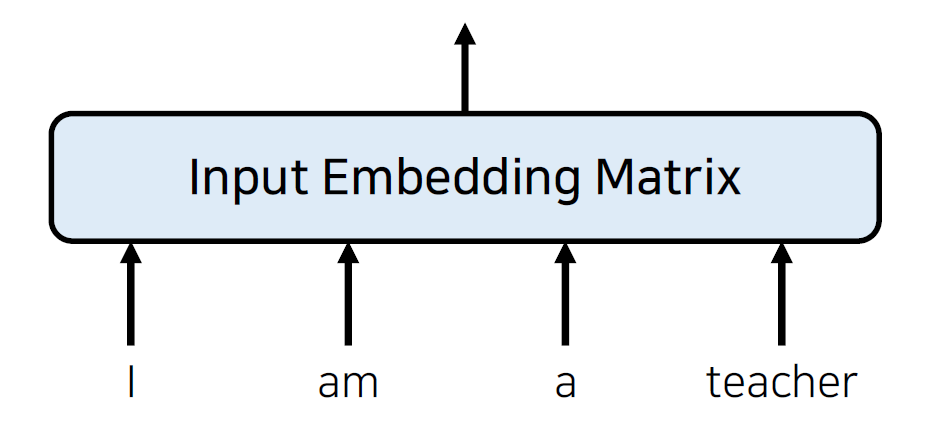 Input Embedding Matrix
I am a teacher